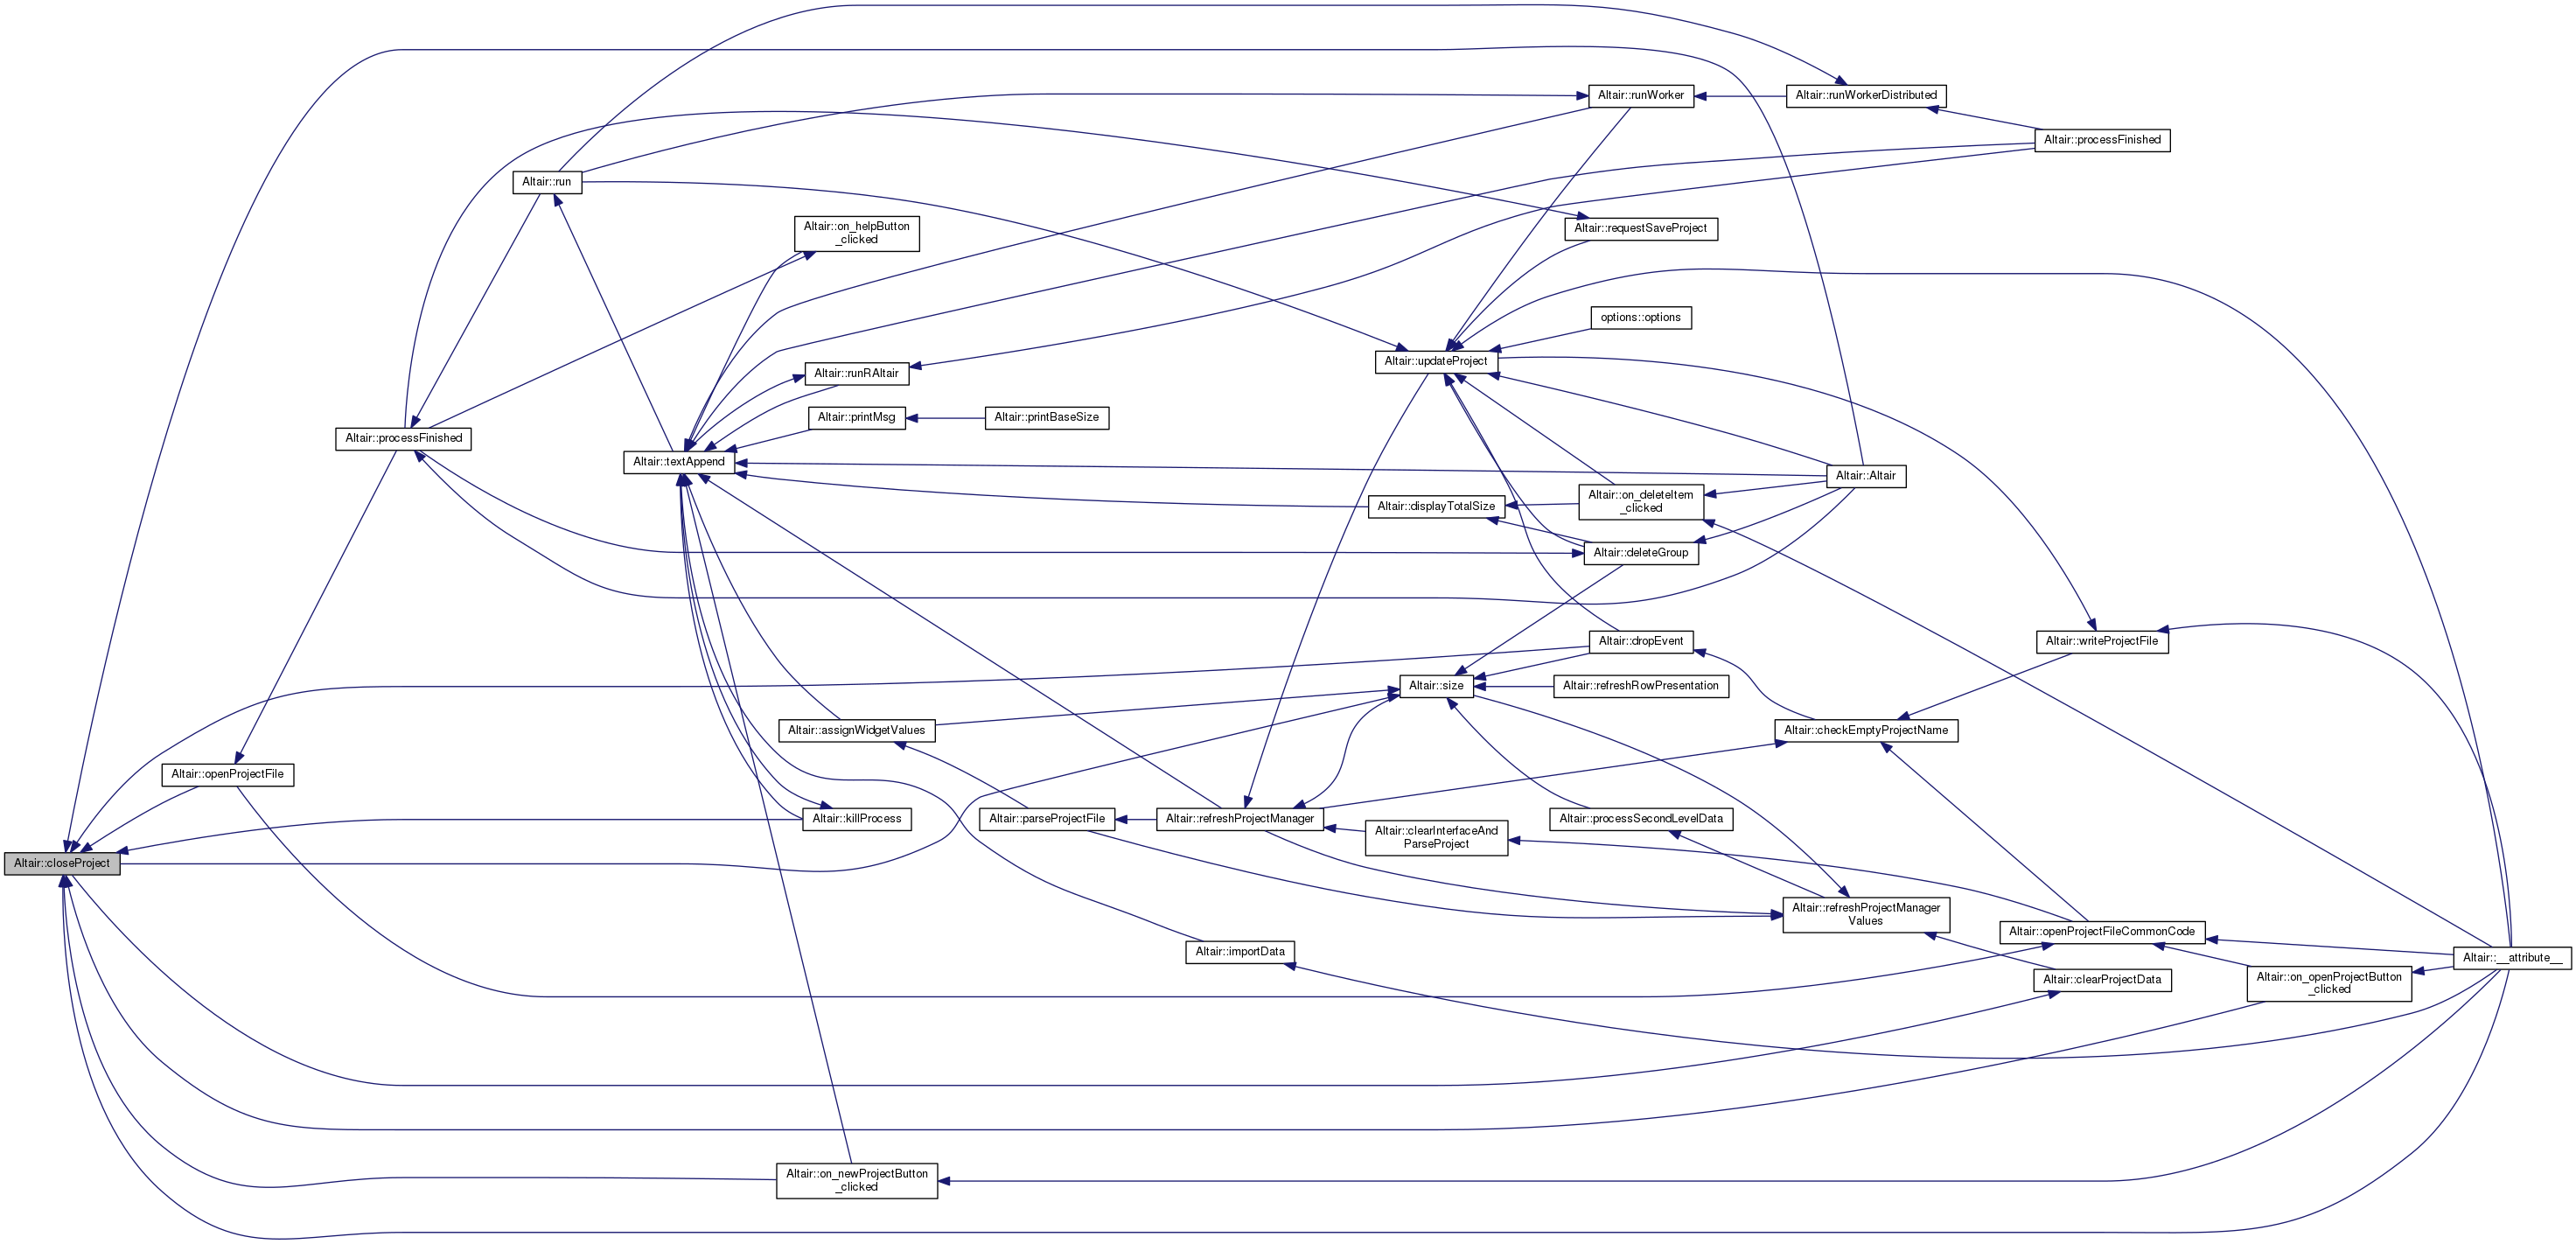 Altair::runWorker
Altair::runWorkerDistributed
Altair::processFinished
Altair::run
Altair::on_helpButton
_clicked
Altair::requestSaveProject
options::options
Altair::updateProject
Altair::runRAltair
Altair::printMsg
Altair::printBaseSize
Altair::processFinished
Altair::textAppend
Altair::Altair
Altair::on_deleteItem
_clicked
Altair::displayTotalSize
Altair::deleteGroup
Altair::dropEvent
Altair::writeProjectFile
Altair::size
Altair::refreshRowPresentation
Altair::assignWidgetValues
Altair::checkEmptyProjectName
Altair::openProjectFile
Altair::killProcess
Altair::parseProjectFile
Altair::refreshProjectManager
Altair::processSecondLevelData
Altair::clearInterfaceAnd
ParseProject
Altair::closeProject
Altair::refreshProjectManager
Values
Altair::openProjectFileCommonCode
Altair::importData
Altair::__attribute__
Altair::clearProjectData
Altair::on_openProjectButton
_clicked
Altair::on_newProjectButton
_clicked